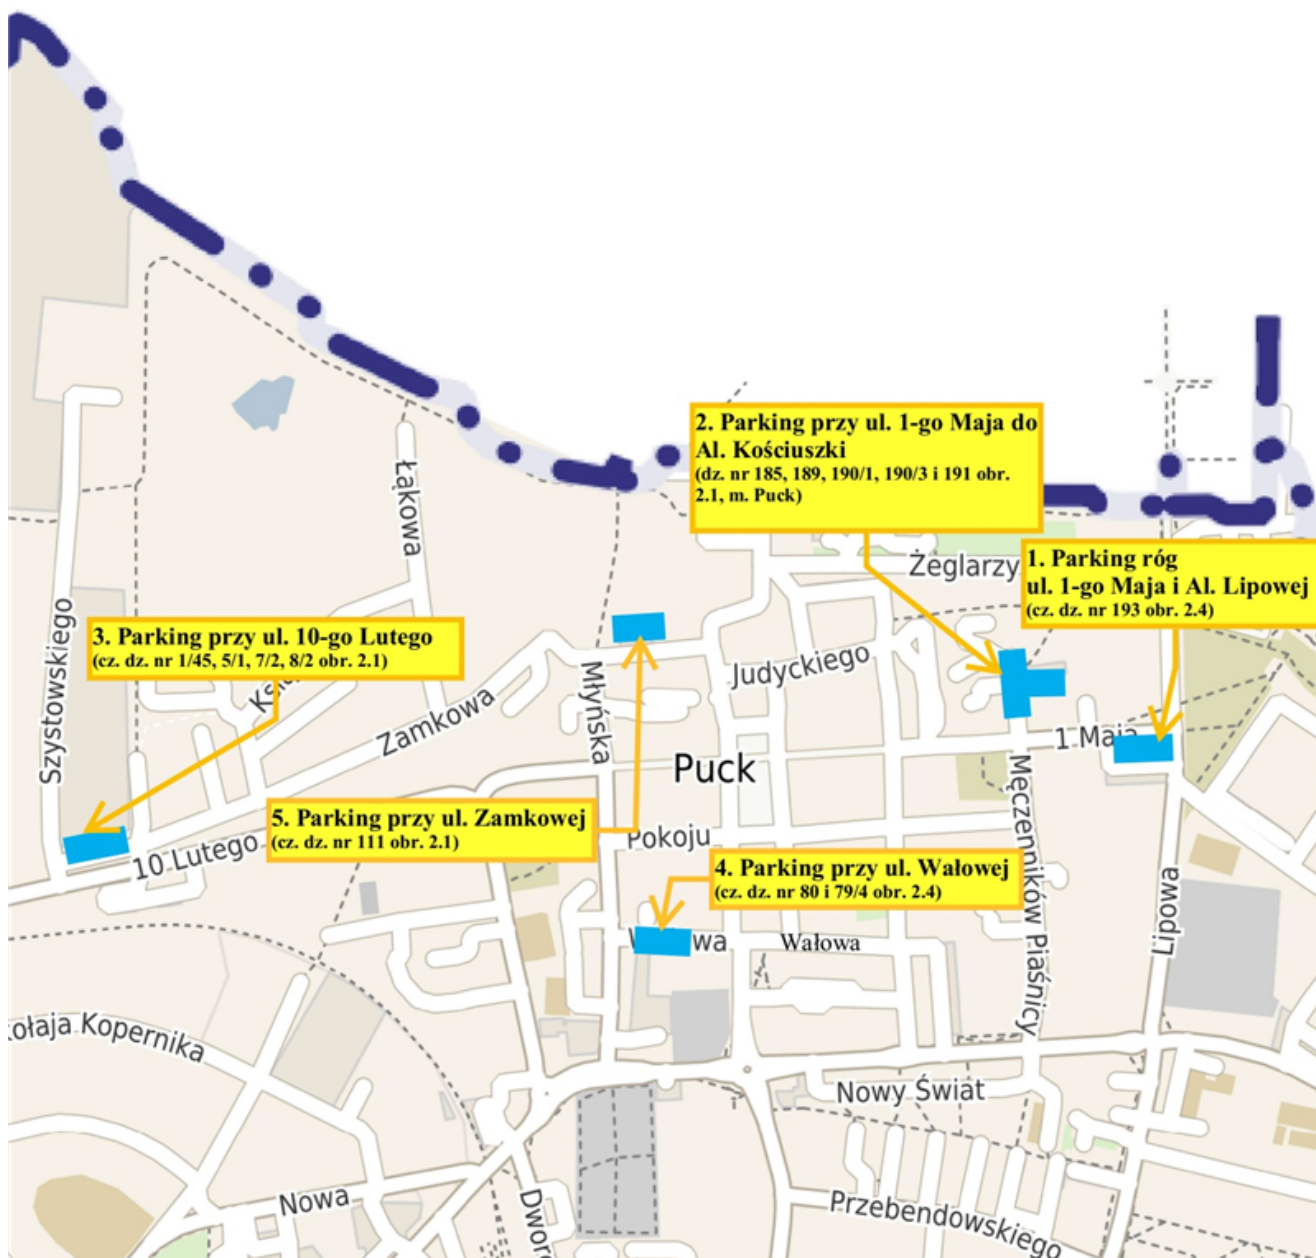 2. Parking przy ul. 1-go Maja do
Al. Kościuszki
(dz. nr 185, 189, 190/1, 190/3 i 191 obr.
2.1, m. Puck)
Łąkowa
Żeglarzy
1. Parking róg
ul. 1-go Maja i Al. Lipowej
(cz. dz. nr 193 obr. 2.4)
3. Parking przy ul. 10-go Lutego
(cz. dz. nr 1/45, 5/1, 7/2, 8/2 obr. 2.1)
Szystowskiego
Judyckiego
Młyńska
Zamkowa
1 Maja
Puck
5. Parking przy ul. Zamkowej
(cz. dz. nr 111 obr. 2.1)
Pokoju
10 Lutego
4. Parking przy ul. Wałowej
(cz. dz. nr 80 i 79/4 obr. 2.4)
Męczenników Piaśnicy
Lipowa
Wałowa
ołaja Kopernika
Nowy Świat
Nowa
Dworc
Przebendowskiego